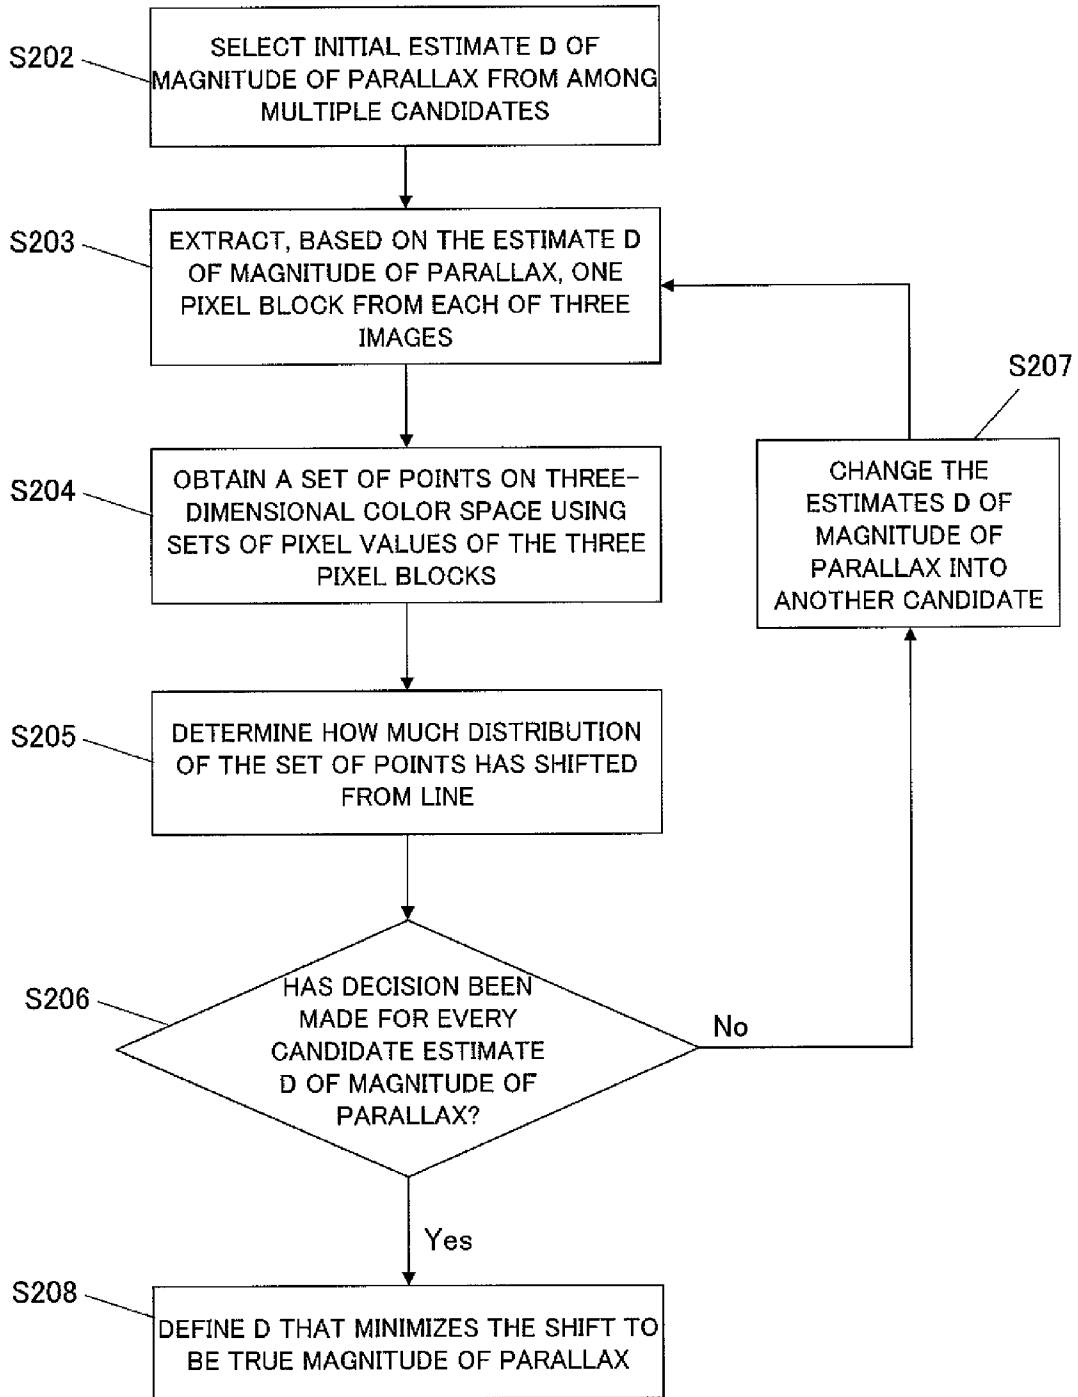 S202
SELECT INITIAL ESTIMATE D OF
MAGNITUDE OF PARALLAX FROM AMONG
MULTIPLE CANDIDATES
S203
EXTRACT, BASED ON THE ESTIMATE D
OF MAGNITUDE OF PARALLAX, ONE
PIXEL BLOCK FROM EACH OF THREE
IMAGES
S204
OBTAIN A SET OF POINTS ON THREE-
DIMENSIONAL COLOR SPACE USING
SETS OF PIXEL VALUES OF THE THREE
PIXEL BLOCKS
S205
DETERMINE HOW MUCH DISTRIBUTION
OF THE SET OF POINTS HAS SHIFTED
FROM LINE
S206
HAS DECISION BEEN
MADE FOR EVERY
CANDIDATE ESTIMATE
D OF MAGNITUDE OF
PARALLAX?
No
S207
CHANGE THE
ESTIMATES D OF
MAGNITUDE OF
PARALLAX INTO
ANOTHER CANDIDATE
Yes
S208
DEFINE D THAT MINIMIZES THE SHIFT TO
BE TRUE MAGNITUDE OF PARALLAX